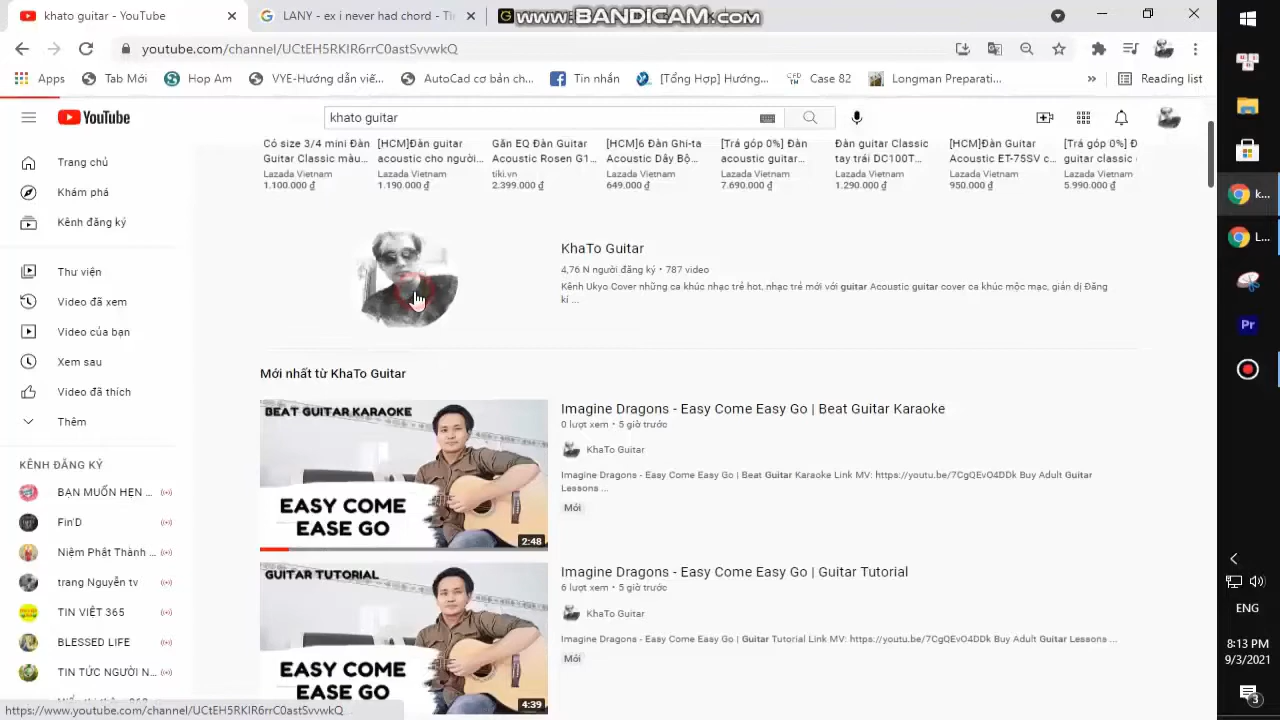 khato guitar - YouTube
LANY - ex i never had chord - Tì
www.BANDICAM.com
youtube.com/channel/UCtEH5RKlR6rrC0astSvvwkQ
Apps
Tab Mới
Hop Am
VYE-Hướng dẫn viê...
AutoCad cơ bản ch...
Tin nhắn
[Tổng Hợp] Hướng...
Case 82
Longman Preparati...
»
Reading list
YouTube
khato guitar
Trang chủ
Khám phá
Kênh đăng ký
Thư viện
Video đã xem
Video của bạn
Xem sau
Video đã thích
Thêm
KÊNH ĐĂNG KÝ
BẠN MUỐN HẸN ...
Fin'D
Niệm Phật Thành ...
trang Nguyễn tv
TIN VIỆT 365
BLESSED LIFE
TIN TỨC NGƯỜI N...
https://www.youtube.com/channel/UCtEH5RKlR6rrC0astSvvwkQ
Có size 3/4 mini Đàn
Guitar Classic màu...
Lazada Vietnam
1.100.000 ₫
[HCM]Đàn guitar
acoustic cho người...
Lazada Vietnam
1.190.000 ₫
Gắn EQ Đàn Guitar
Acoustic Rosen G1...
tiki.vn
2.399.000 ₫
[HCM]6 Đàn Ghi-ta
Acoustic Dây Bộ...
Lazada Vietnam
649.000 ₫
[Trả góp 0%] Đàn
acoustic guitar...
Lazada Vietnam
7.690.000 ₫
Đàn guitar Classic
tay trái DC100T...
Lazada Vietnam
1.290.000 ₫
[HCM]Đàn Guitar
Acoustic ET-75SV c...
Lazada Vietnam
950.000 ₫
[Trả góp 0%] Đàn
guitar classic
Lazada Vietnam
5.990.000 ₫
KhaTo Guitar
4,76 N người đăng ký • 787 video
Kênh Ukyo Cover những ca khúc nhạc trẻ hot, nhạc trẻ mới với guitar Acoustic guitar cover ca khúc mộc mạc, giản dị Đăng
kí ...
Mới nhất từ KhaTo Guitar
BEAT GUITAR KARAOKE
EASY COME
EASE GO
2:48
Imagine Dragons - Easy Come Easy Go | Beat Guitar Karaoke
0 lượt xem • 5 giờ trước
KhaTo Guitar
Imagine Dragons - Easy Come Easy Go | Beat Guitar Karaoke Link MV: https://youtu.be/7CgQEvO4DDk Buy Adult Guitar
Lessons ...
Mới
GUITAR TUTORIAL
EASY COME
EASE GO
4:39
Imagine Dragons - Easy Come Easy Go | Guitar Tutorial
6 lượt xem • 5 giờ trước
KhaTo Guitar
Imagine Dragons - Easy Come Easy Go | Guitar Tutorial Link MV: https://youtu.be/7CgQEvO4DDk Buy Adult Guitar Lessons ...
Mới
k...
L...
Pr
ENG
8:13 PM
9/3/2021
3